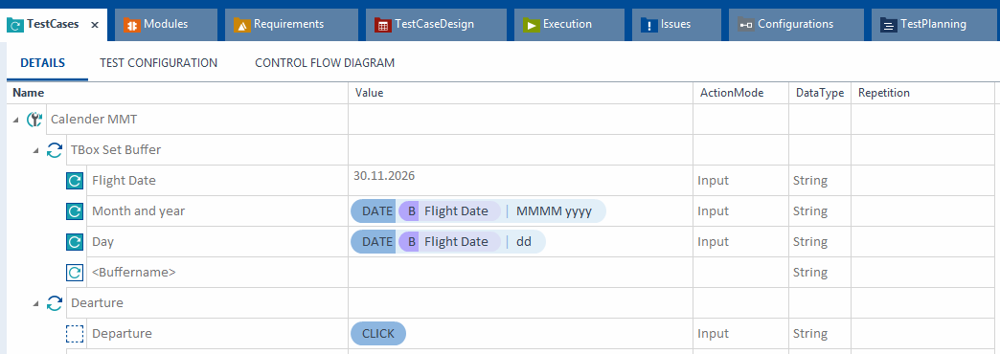 TestCases × Modules Requirements TestCaseDesign Execution Issues Configurations TestPlanning
DETAILS TEST CONFIGURATION CONTROL FLOW DIAGRAM
Name Value ActionMode DataType Repetition
Calender MMT
TBox Set Buffer
Flight Date 30.11.2026 Input String
Month and year DATE B Flight Date | MMMM yyyy Input String
Day DATE B Flight Date | dd Input String
<Buffername> String
Dearture
Departure CLICK Input String